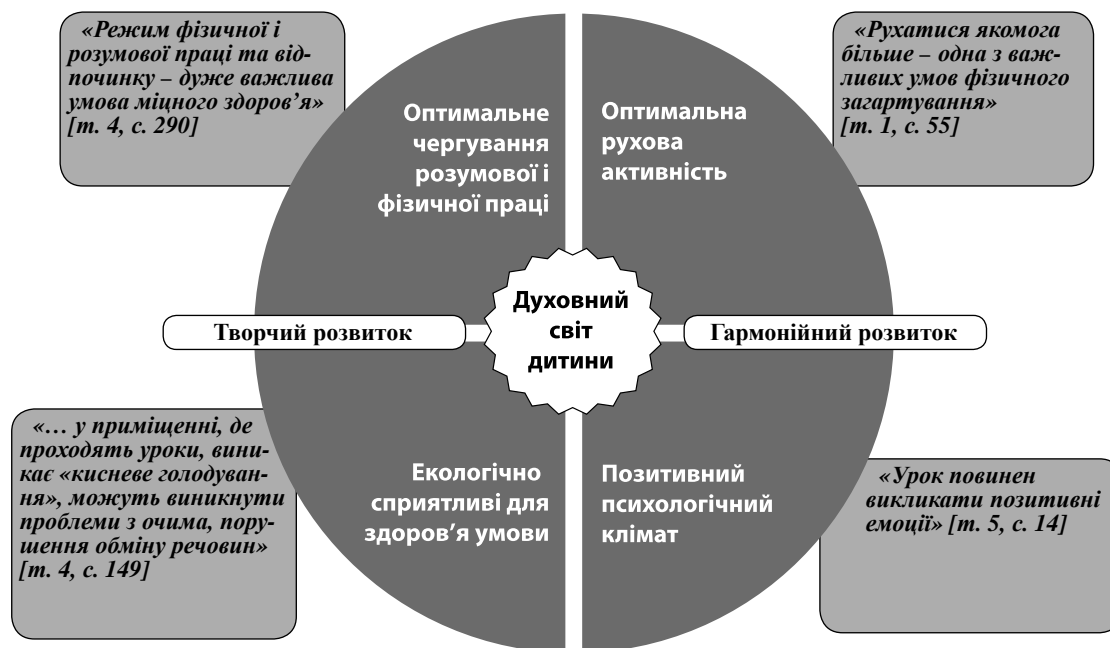 «Режим фізичної і
розумової праці та від-
починку – дуже важлива
умова міцного здоров’я»
[т. 4, с. 290]
«Рухатися якомога
більше – одна з важ-
ливих умов фізичного
загартування»
[т. 1, с. 55]
Оптимальне
чергування
розумової і
фізичної праці
Оптимальна
рухова
активність
Творчий розвиток
Духовний
світ
дитини
Гармонійний розвиток
«… у приміщенні, де
проходять уроки, вини-
кає «кисневе голодуван-
ня», можуть виникнути
проблеми з очима, пору-
шення обміну речовин»
[т. 4, с. 149]
Екологічно
сприятливі для
здоров’я умови
Позитивний
психологічний
клімат
«Урок повинен
викликати позитивні
емоції» [т. 5, с. 14]